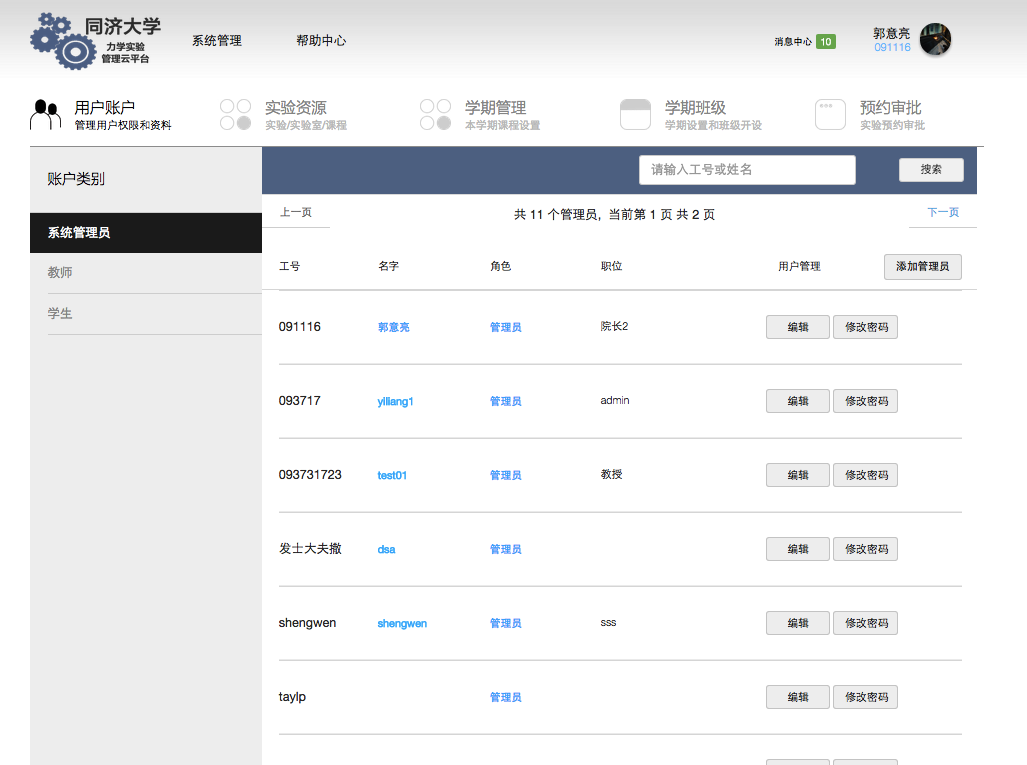 同济大学
力学实验
管理云平台
系统管理
帮助中心
消息中心 10
郭意亮
091116
用户账户
管理用户权限和资料
实验资源
实验/实验室/课程
学期管理
本学期课程设置
学期班级
学期设置和班级开设
预约审批
实验预约审批
账户类别
系统管理员
教师
学生
请输入工号或姓名
搜索
上一页
共 11 个管理员, 当前第 1 页 共 2 页
下一页
工号 名字 角色 职位 用户管理 添加管理员
091116 郭意亮 管理员 院长2 编辑 修改密码
093717 ylliang1 管理员 admin 编辑 修改密码
093731723 test01 管理员 教授 编辑 修改密码
发士大夫撤 dsa 管理员 编辑 修改密码
shengwen shengwen 管理员 sss 编辑 修改密码
taylp 管理员 编辑 修改密码